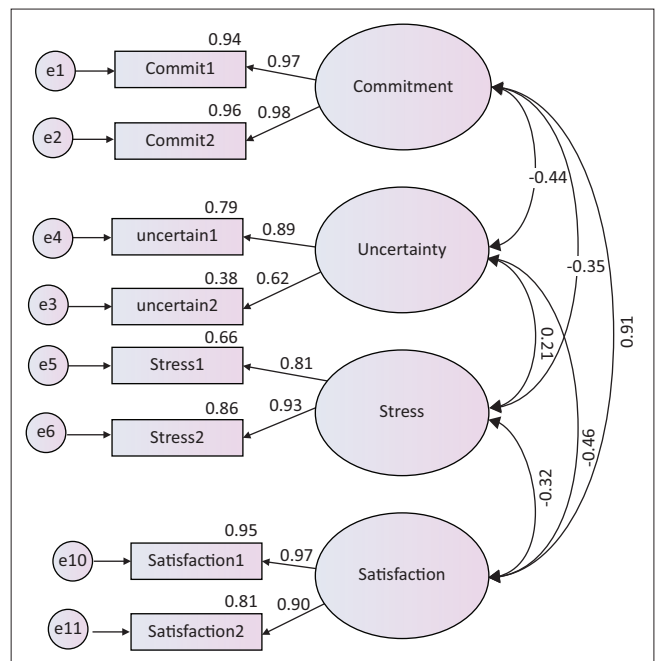 0.94
e1
Commit1
0.97
Commitment
0.96
e2
Commit2
0.98
-0.44
0.79
e4
uncertain1
0.89
Uncertainty
0.38
e3
uncertain2
0.62
-0.35
0.66
e5
Stress1
0.81
0.21
0.91
0.86
e6
Stress2
0.93
Stress
-0.46
-0.32
0.95
e10
Satisfaction1
0.97
Satisfaction
0.81
e11
Satisfaction2
0.90